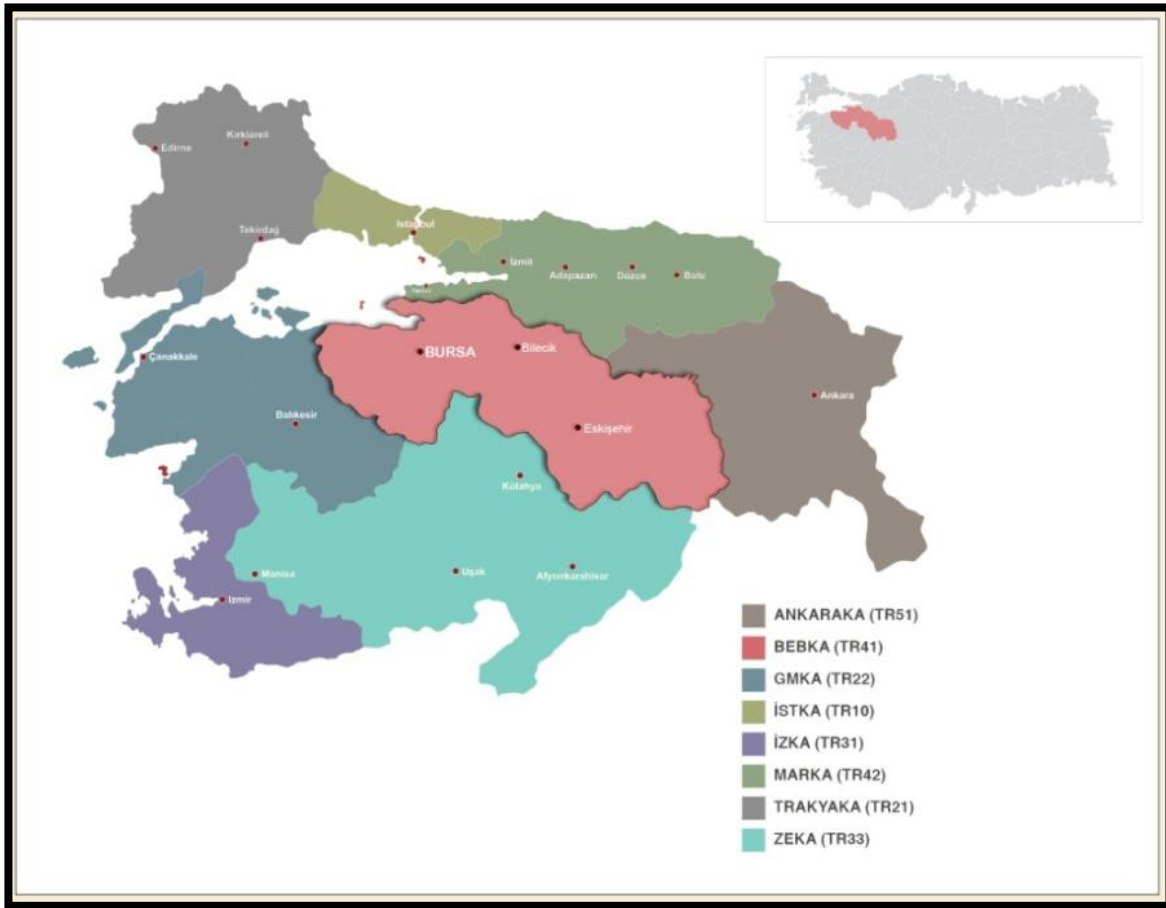 Kırklareli
Edirne
Tekirdağ
İstanbul
İzmit
Adapazarı
Düzce
Bolu
Çanakkale
BURSA
Bilecik
Ankara
Balıkesir
Eskişehir
Kütahya
Manisa
Uşak
Afyonkarahisar
İzmir
ANKARAKA (TR51)
BEBKA (TR41)
GMKA (TR22)
İSTKA (TR10)
İZKA (TR31)
MARKA (TR42)
TRAKYAKA (TR21)
ZEKA (TR33)